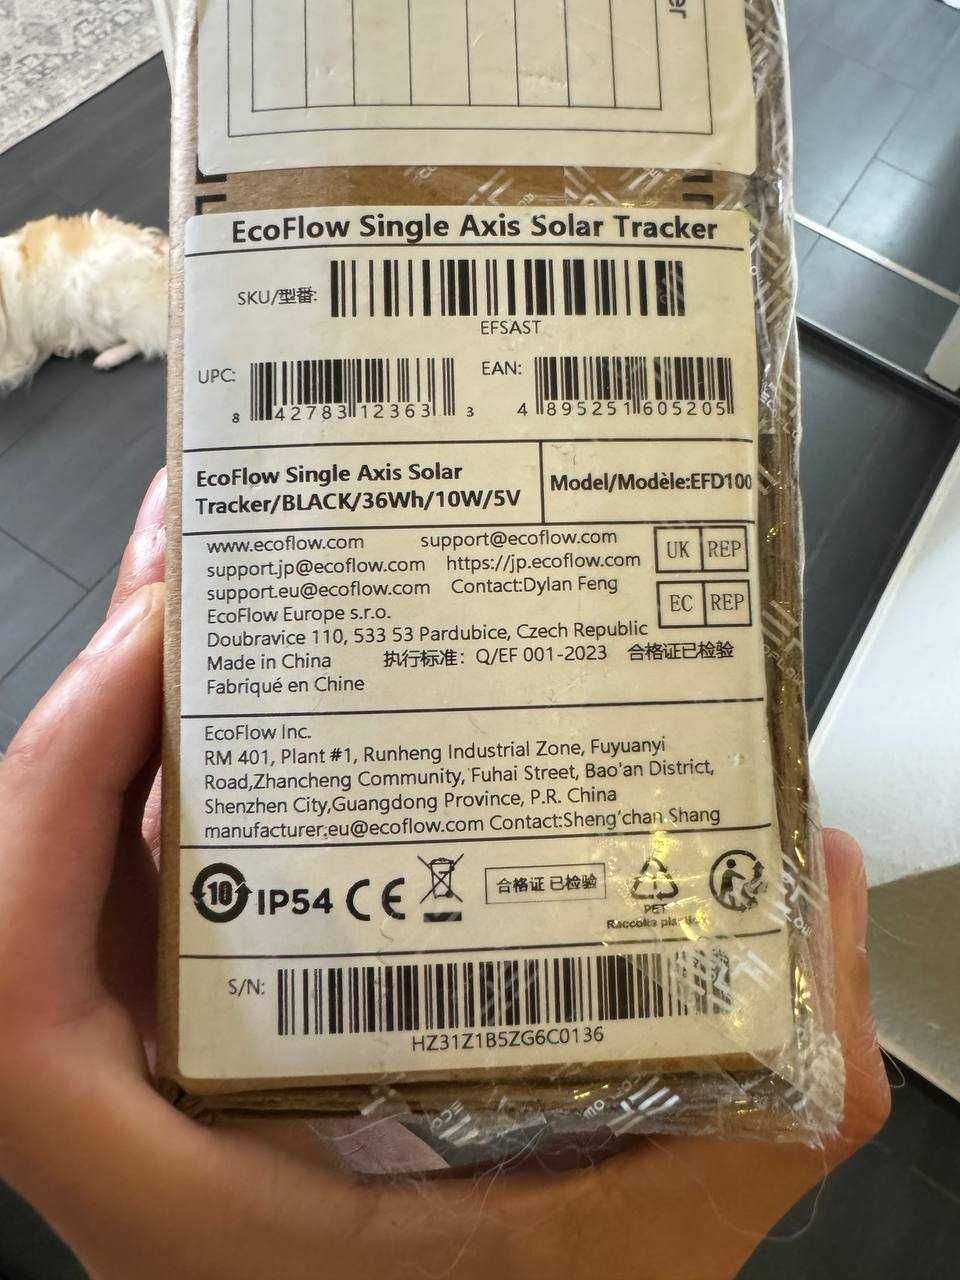 er
EcoFlow Single Axis Solar Tracker
SKU/型番:
EFSAST
UPC: EAN:
8 42783 12363 3 4 895251 605205
EcoFlow Single Axis Solar
Tracker/BLACK/36Wh/10W/5V
Model/Modèle:EFD100
www.ecoflow.com support@ecoflow.com
support.jp@ecoflow.com https://jp.ecoflow.com
support.eu@ecoflow.com Contact:Dylan Feng
UK REP
EC REP
EcoFlow Europe s.r.o.
Doubravice 110, 533 53 Pardubice, Czech Republic
Made in China 执行标准: Q/EF 001-2023 合格证已检验
Fabriqué en Chine
EcoFlow Inc.
RM 401, Plant #1, Runheng Industrial Zone, Fuyuanyi
Road,Zhancheng Community, Fuhai Street, Bao'an District,
Shenzhen City,Guangdong Province, P.R. China
manufacturer.eu@ecoflow.com Contact:Sheng'chan Shang
10 IP54 CE 合格证 已检验
PET
Raccolta
S/N:
HZ31Z1B5ZG6C0136